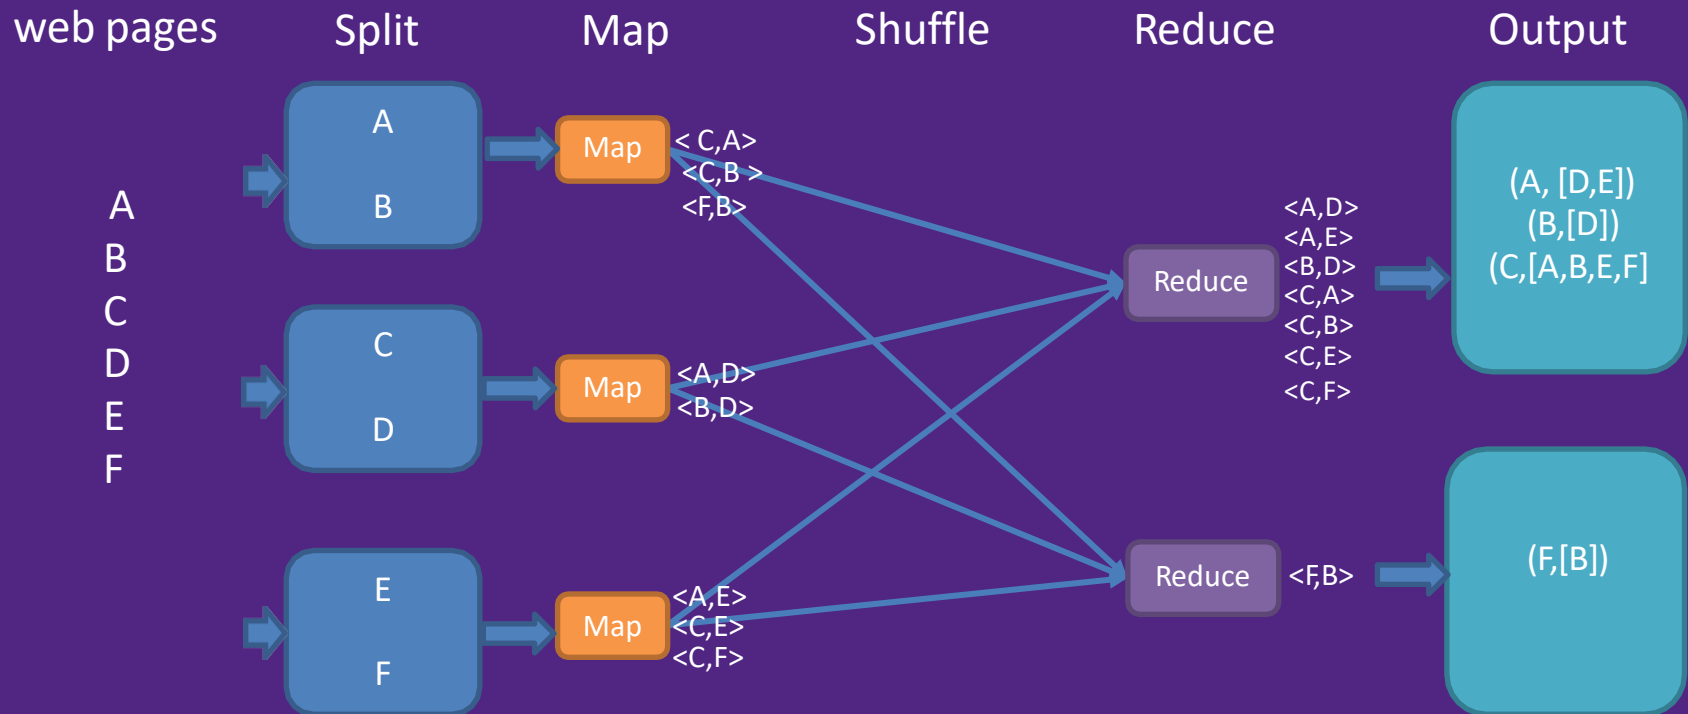 web pages
Split
Map
Shuffle
Reduce
Output
A
B
C
D
E
F
A
B
C
D
E
F
Map
< C,A>
<C,B >
<F,B>
Map
<A,D>
<B,D>
Map
<A,E>
<C,E>
<C,F>
Reduce
<A,D>
<A,E>
<B,D>
<C,A>
<C,B>
<C,E>
<C,F>
Reduce
<F,B>
(A, [D,E])
(B,[D])
(C,[A,B,E,F]
(F,[B])